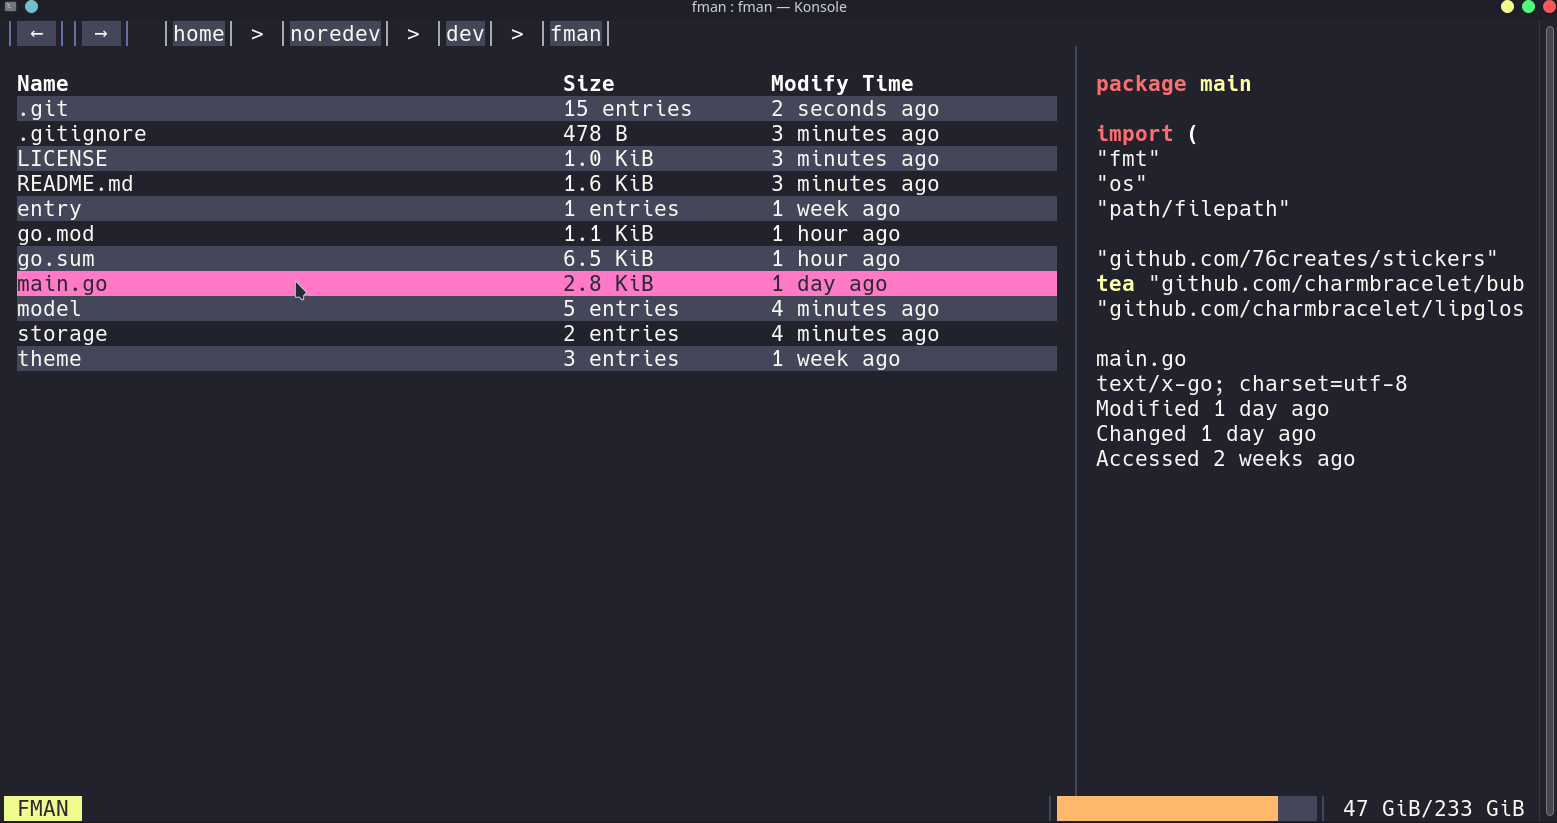 fman : fman — Konsole
← → home > noredev > dev > fman
Name Size Modify Time
.git 15 entries 2 seconds ago
.gitignore 478 B 3 minutes ago
LICENSE 1.0 KiB 3 minutes ago
README.md 1.6 KiB 3 minutes ago
entry 1 entries 1 week ago
go.mod 1.1 KiB 1 hour ago
go.sum 6.5 KiB 1 hour ago
main.go 2.8 KiB 1 day ago
model 5 entries 4 minutes ago
storage 2 entries 4 minutes ago
theme 3 entries 1 week ago
package main
import (
"fmt"
"os"
"path/filepath"
"github.com/76creates/stickers"
tea "github.com/charmbracelet/bub
"github.com/charmbracelet/lipglos
main.go
text/x-go; charset=utf-8
Modified 1 day ago
Changed 1 day ago
Accessed 2 weeks ago
FMAN 47 GiB/233 GiB